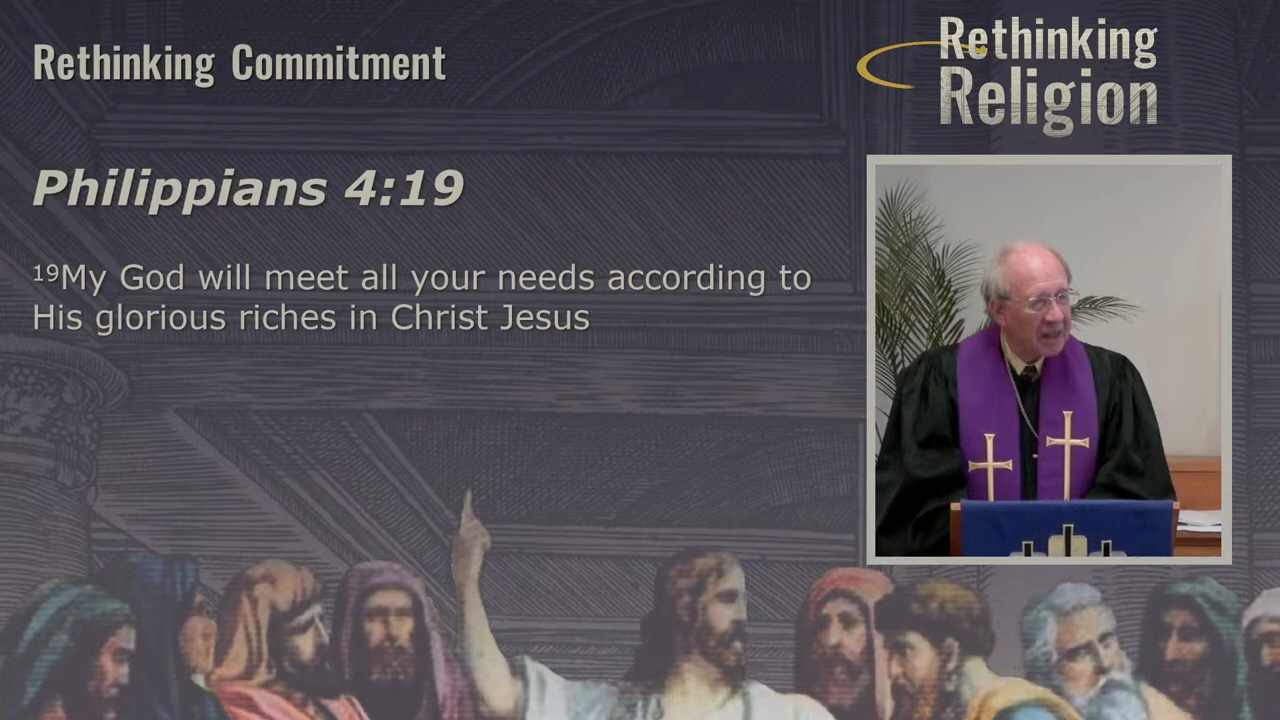 Rethinking Commitment
Rethinking
Religion
Philippians 4:19
19My God will meet all your needs according to
His glorious riches in Christ Jesus